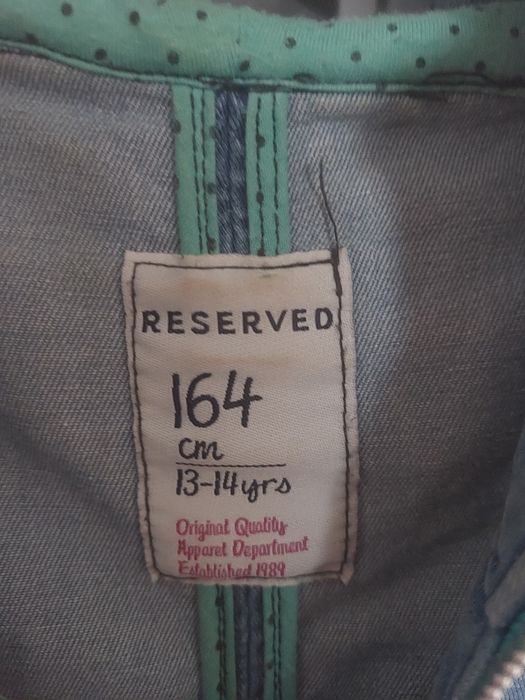 RESERVED
164
cm
13-14yrs
Original Quality
Apparel Department
Established 1989